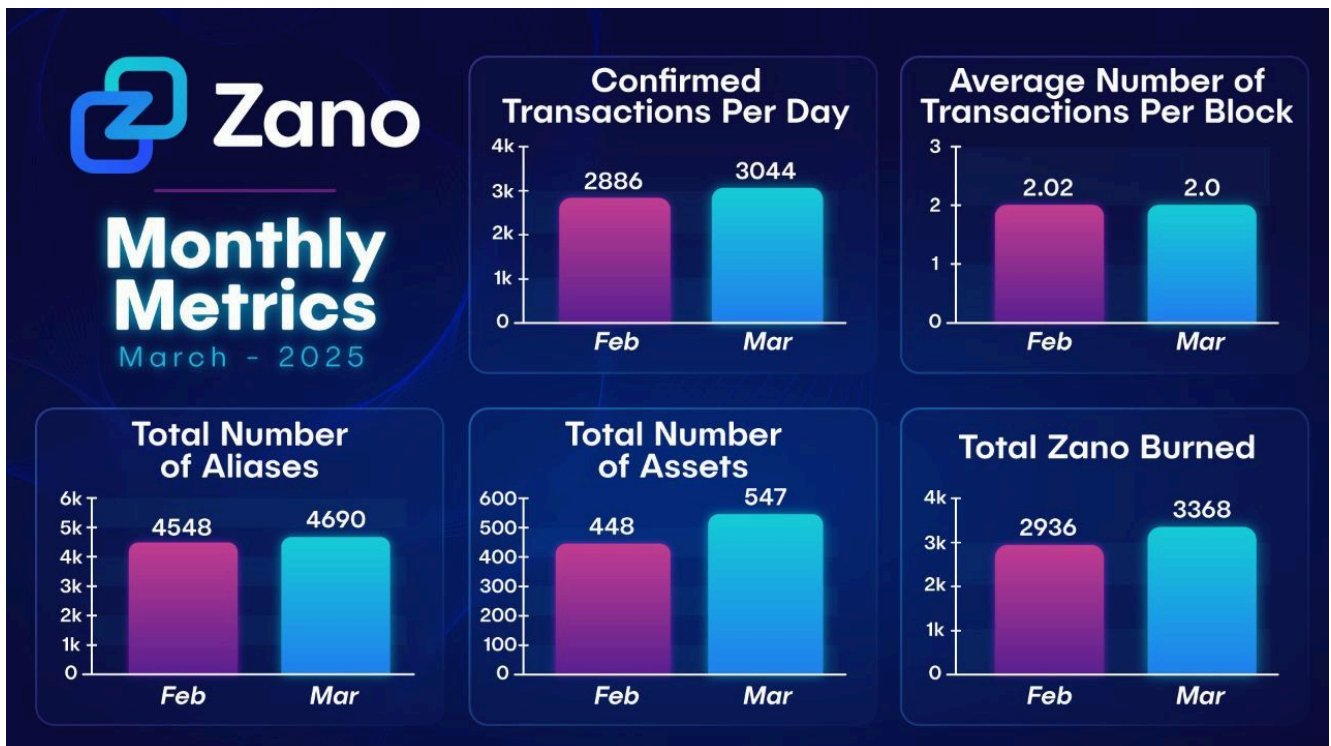 Zano
Monthly
Metrics
March - 2025
Confirmed
Transactions Per Day
4k
3k
2k
1k
0
2886
3044
Feb
Mar
Average Number of
Transactions Per Block
3
2
1
0
2.02
2.0
Feb
Mar
Total Number
of Aliases
6k
5k
4k
3k
2k
1k
0
4548
4690
Feb
Mar
Total Number
of Assets
600
500
400
300
200
100
0
448
547
Feb
Mar
Total Zano Burned
4k
3k
2k
1k
0
2936
3368
Feb
Mar